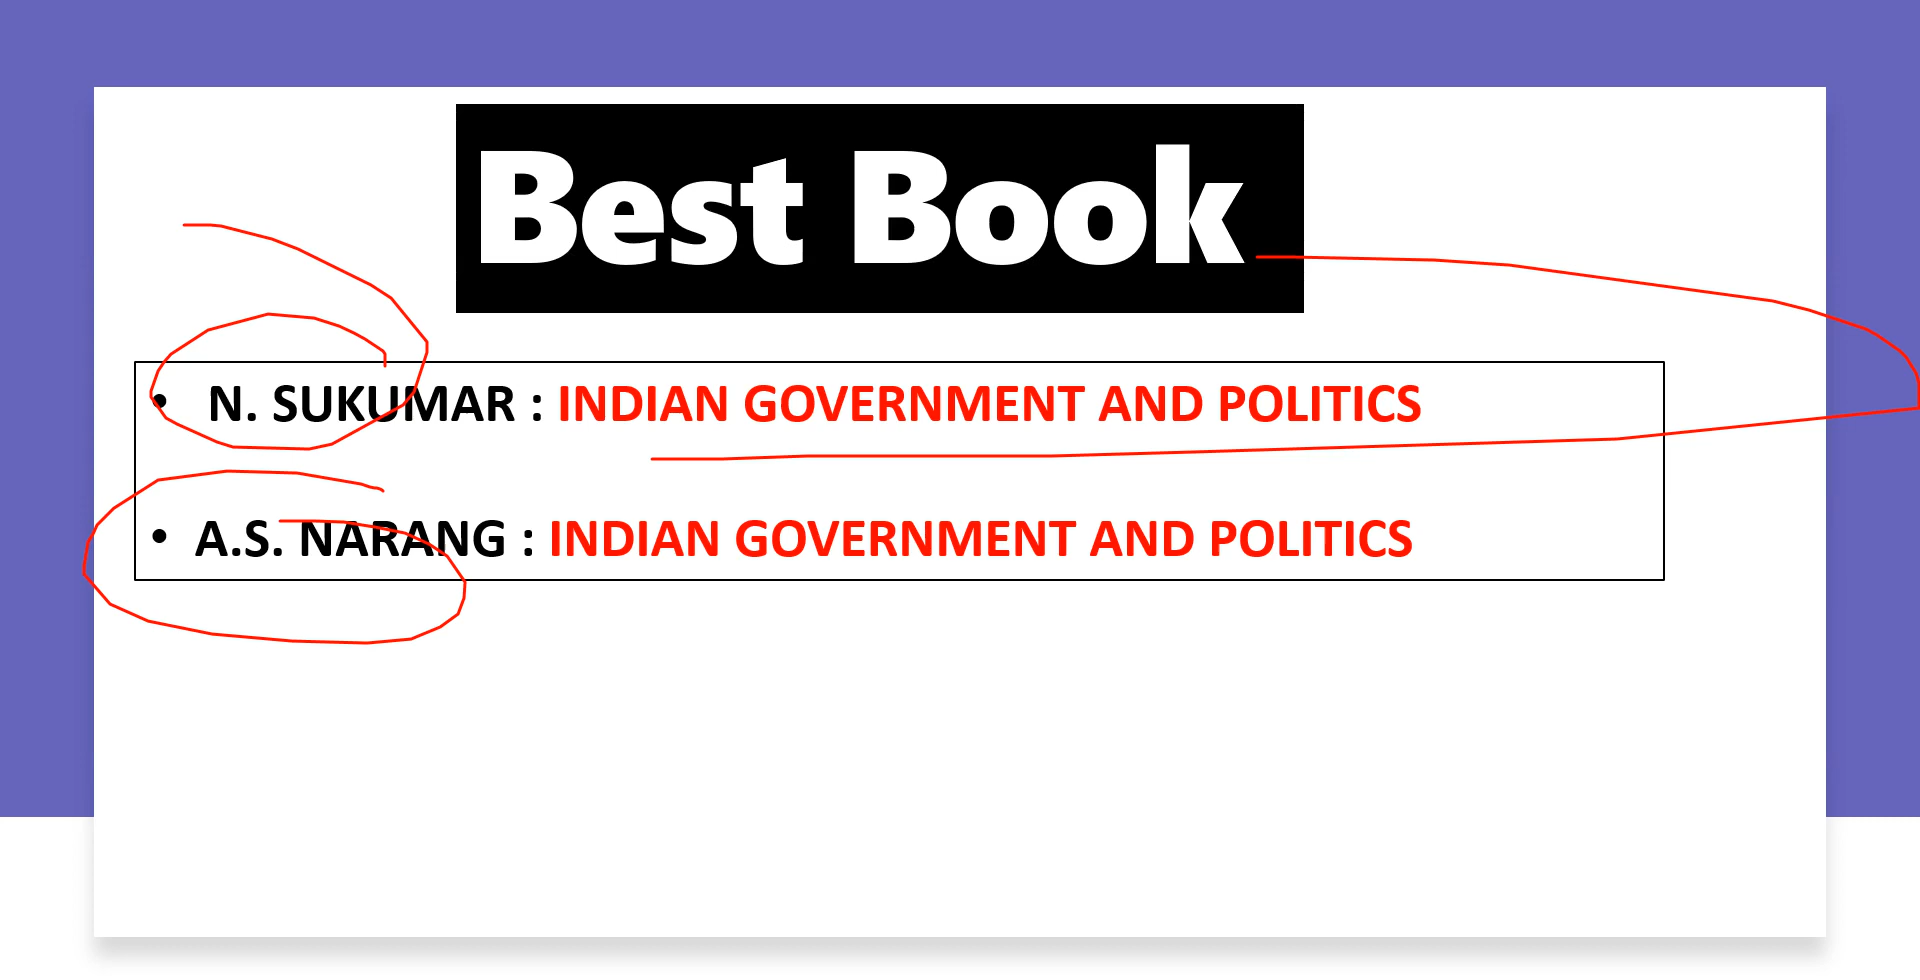 Best Book
• N. SUKUMAR : INDIAN GOVERNMENT AND POLITICS
• A.S. NARANG : INDIAN GOVERNMENT AND POLITICS